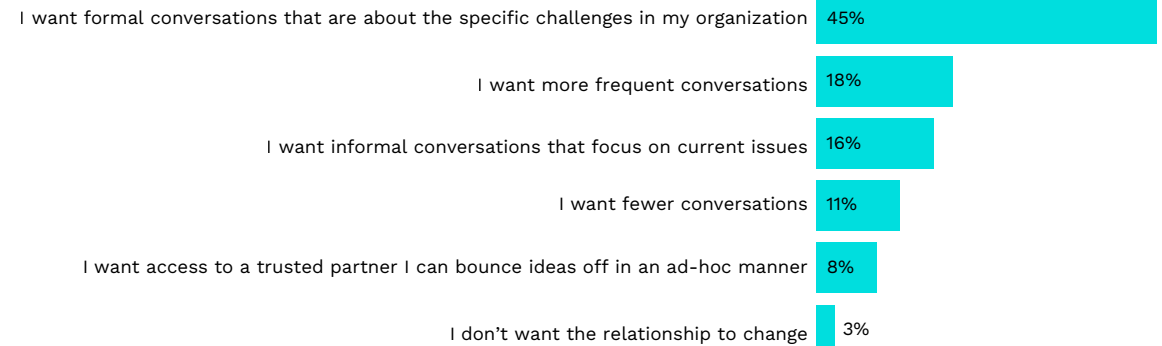 I want formal conversations that are about the specific challenges in my organization 45%
I want more frequent conversations 18%
I want informal conversations that focus on current issues 16%
I want fewer conversations 11%
I want access to a trusted partner I can bounce ideas off in an ad-hoc manner 8%
I don’t want the relationship to change 3%